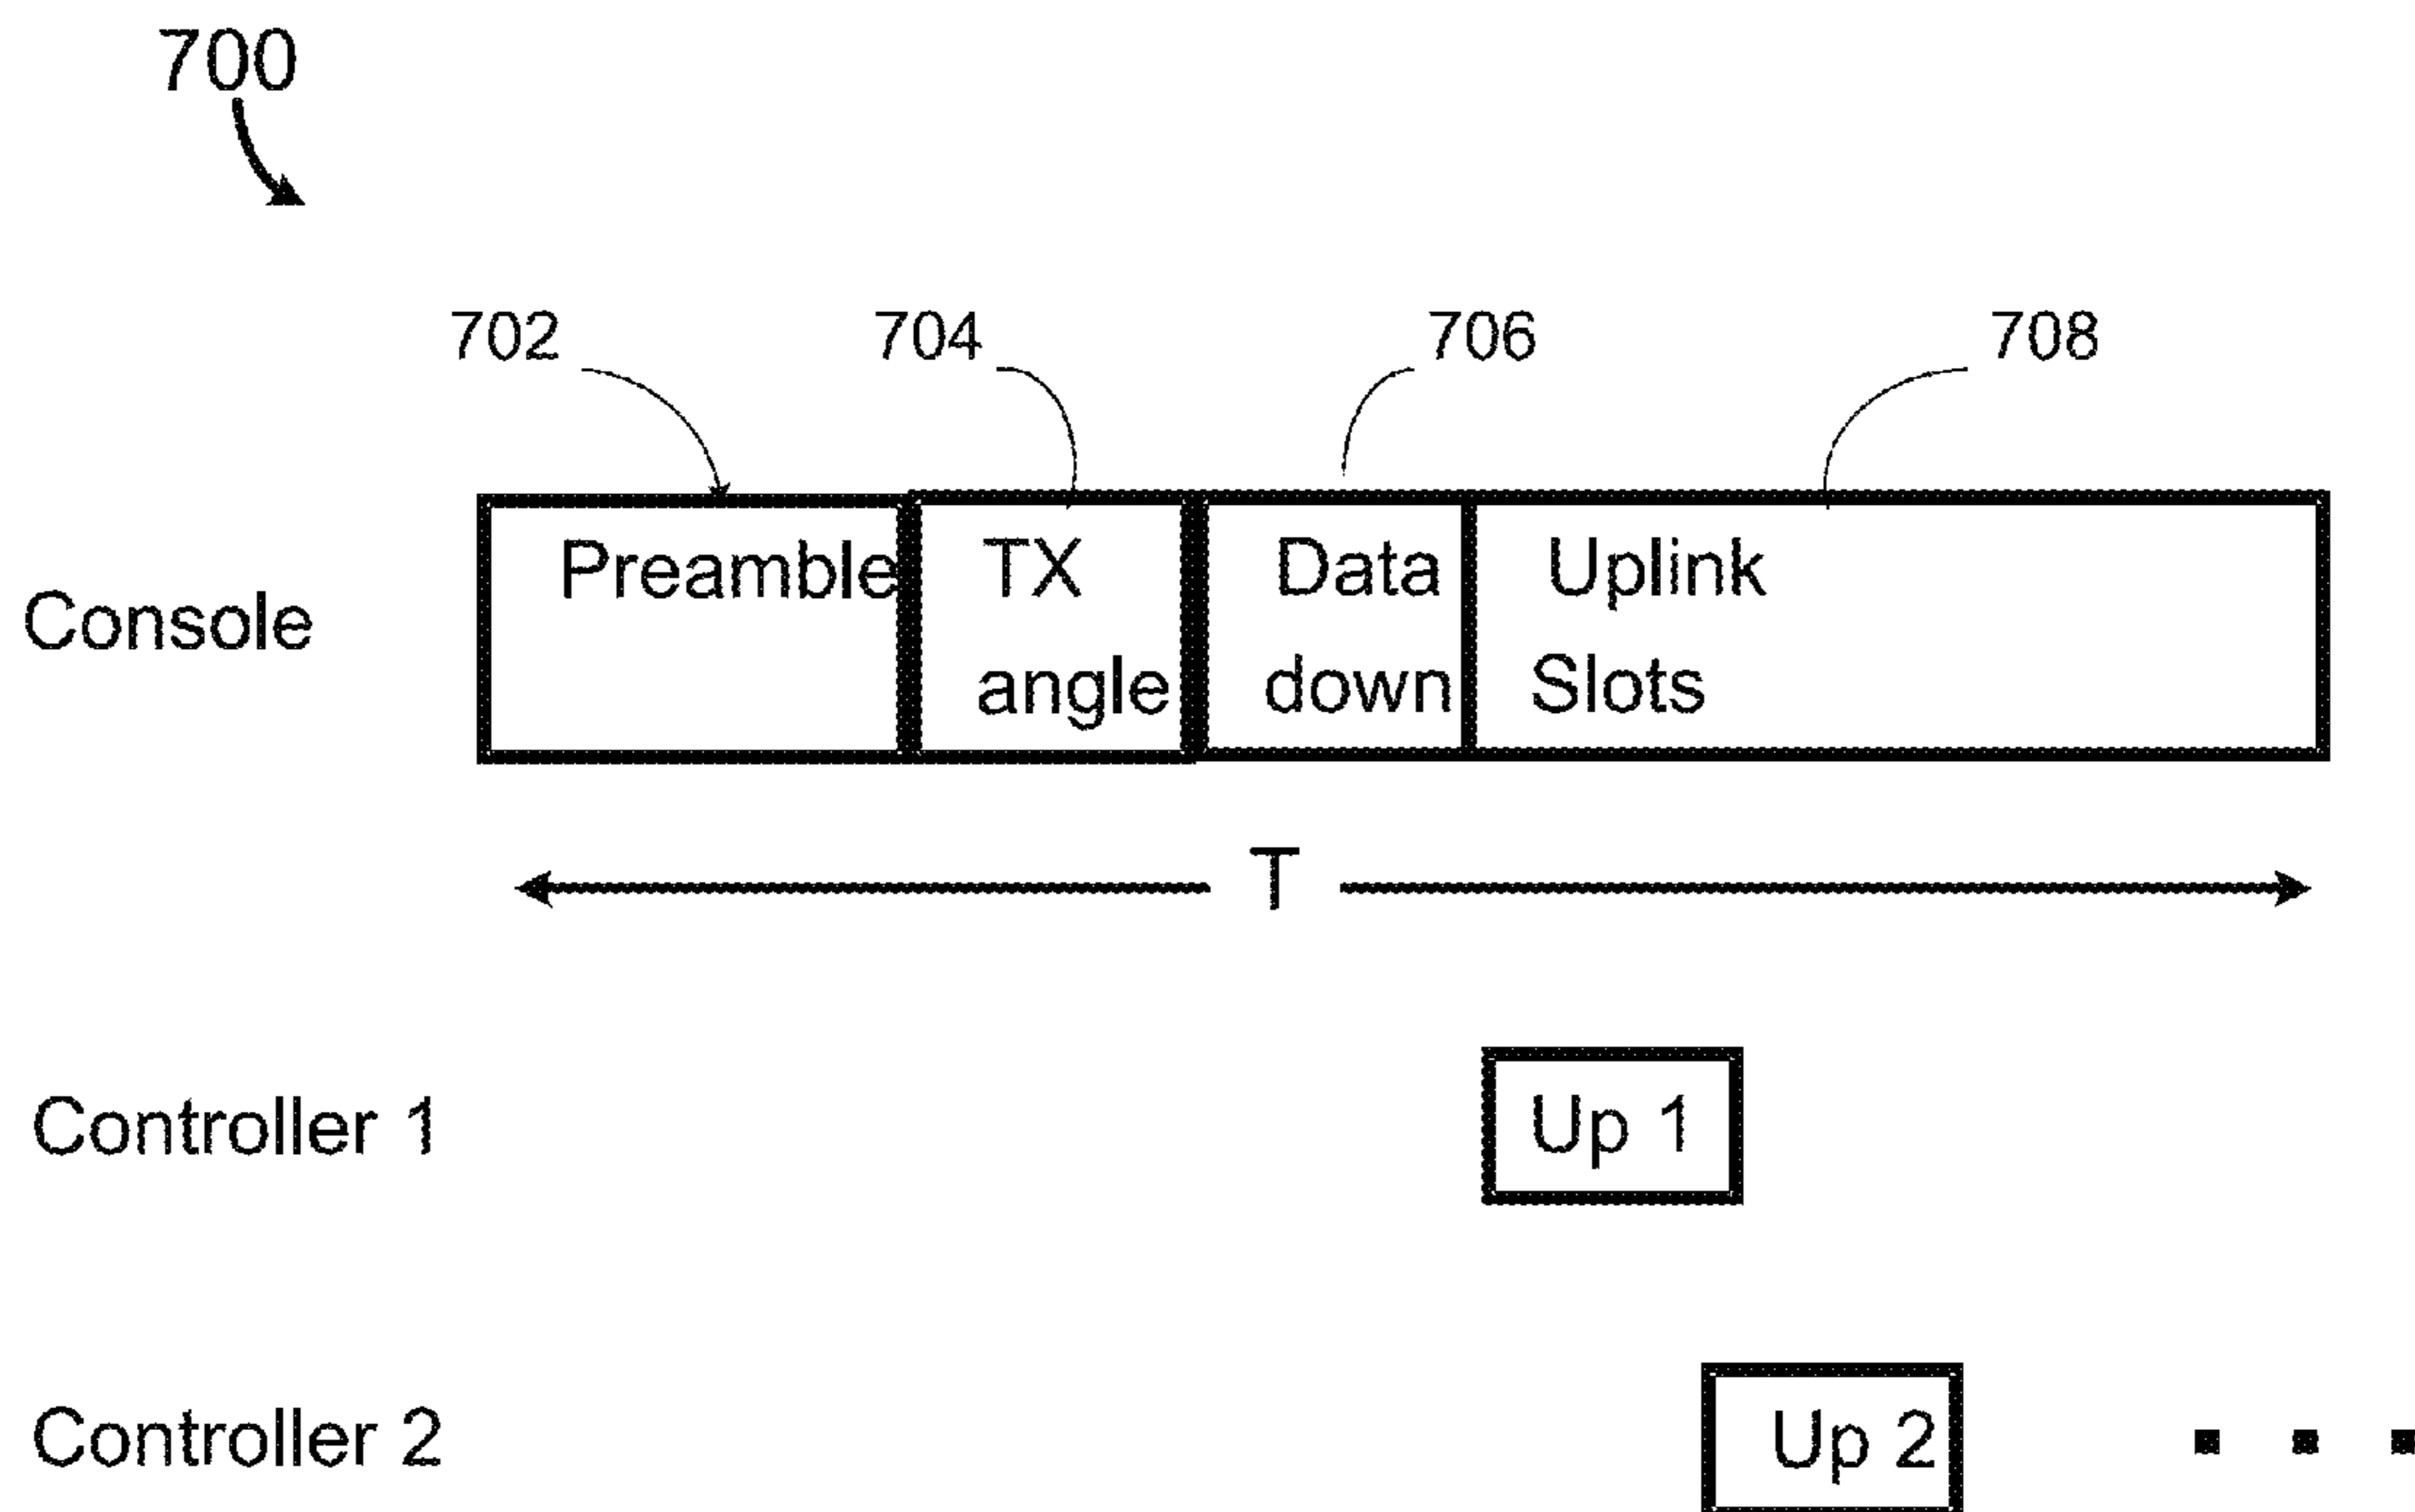 700
702 704 706 708
Console
Preamble TX Data Uplink
angle down Slots
T
Controller 1 Up 1
Controller 2 Up 2